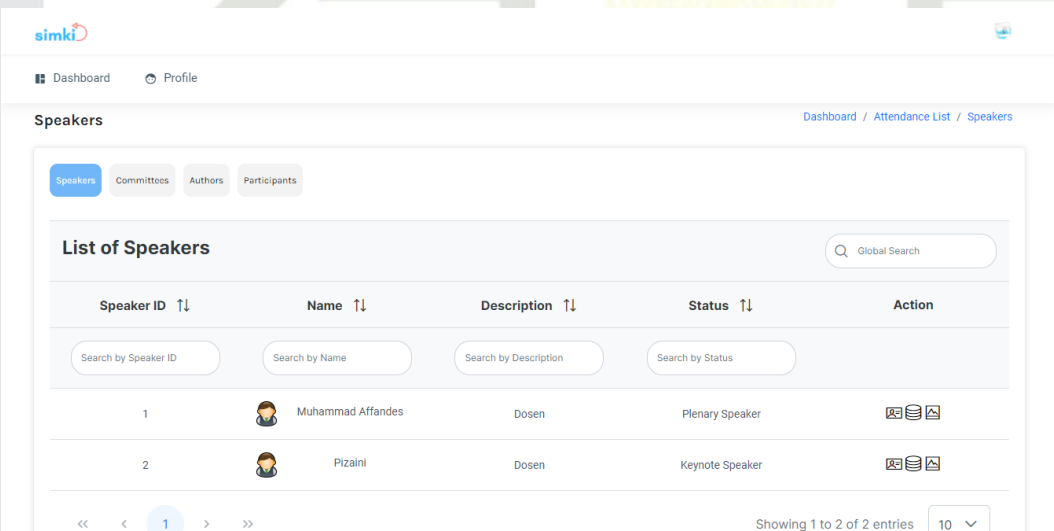 simki
Dashboard Profile
Speakers
Dashboard / Attendance List / Speakers
Speakers Committees Authors Participants
List of Speakers
Global Search
Speaker ID Name Description Status Action
Search by Speaker ID Search by Name Search by Description Search by Status
1 Muhammad Affandes Dosen Plenary Speaker
2 Pizaini Dosen Keynote Speaker
<< < 1 > >> Showing 1 to 2 of 2 entries 10